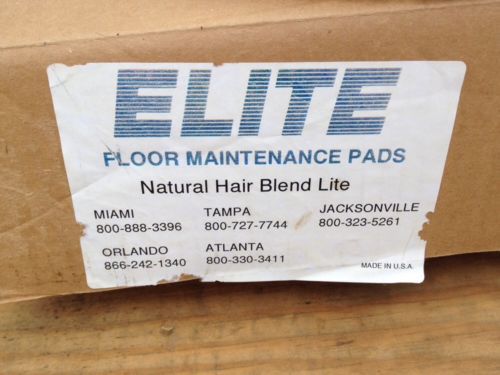 ELITE
FLOOR MAINTENANCE PADS
Natural Hair Blend Lite
MIAMI TAMPA JACKSONVILLE
800-888-3396 800-727-7744 800-323-5261
ORLANDO ATLANTA
866-242-1340 800-330-3411
MADE IN U.S.A.